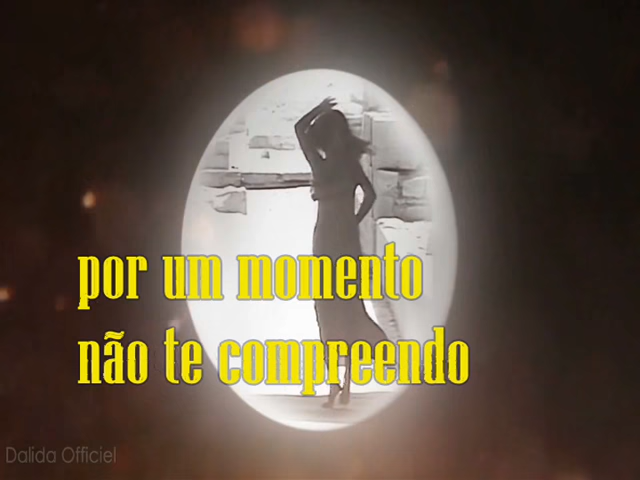 por um momento
não te compreendo
Dalida Officiel